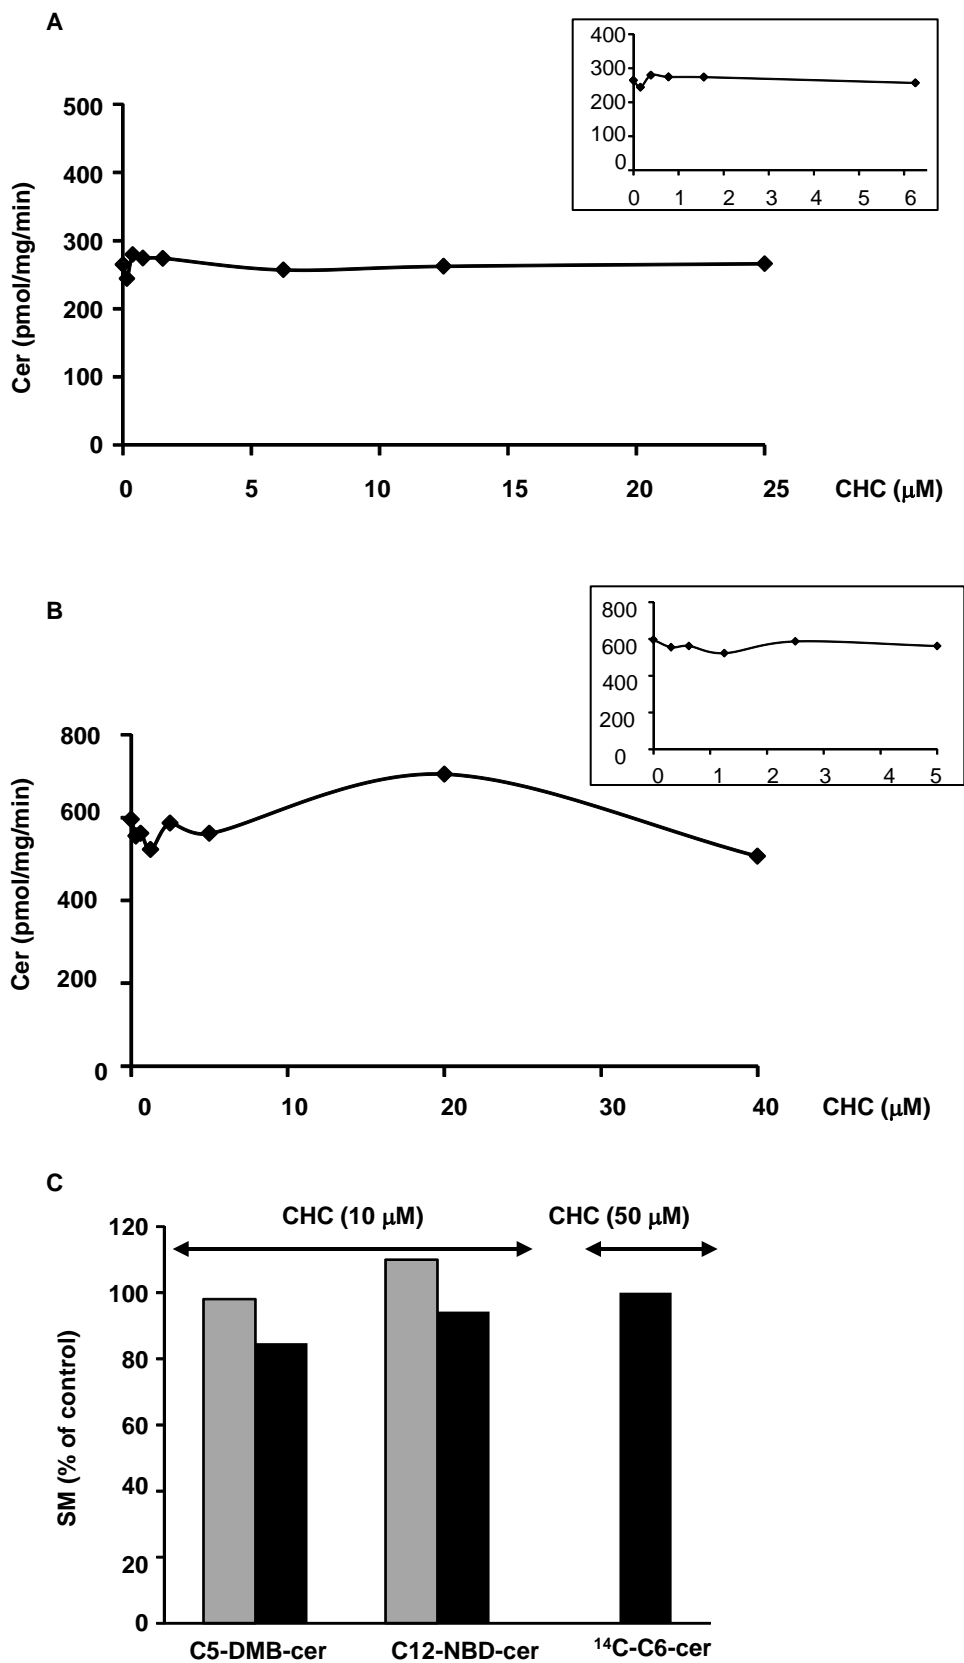 A
400
300
200
100
0
0 1 2 3 4 5 6
500
400
300
200
100
0
Cer (pmol/mg/min)
0 5 10 15 20 25 CHC (μM)
B
800
600
400
200
0
0 1 2 3 4 5
800
600
400
200
0
Cer (pmol/mg/min)
0 10 20 30 40 CHC (μM)
C
CHC (10 μM) CHC (50 μM)
120
100
80
60
40
20
0
SM (% of control)
C5-DMB-cer C12-NBD-cer ¹⁴C-C6-cer